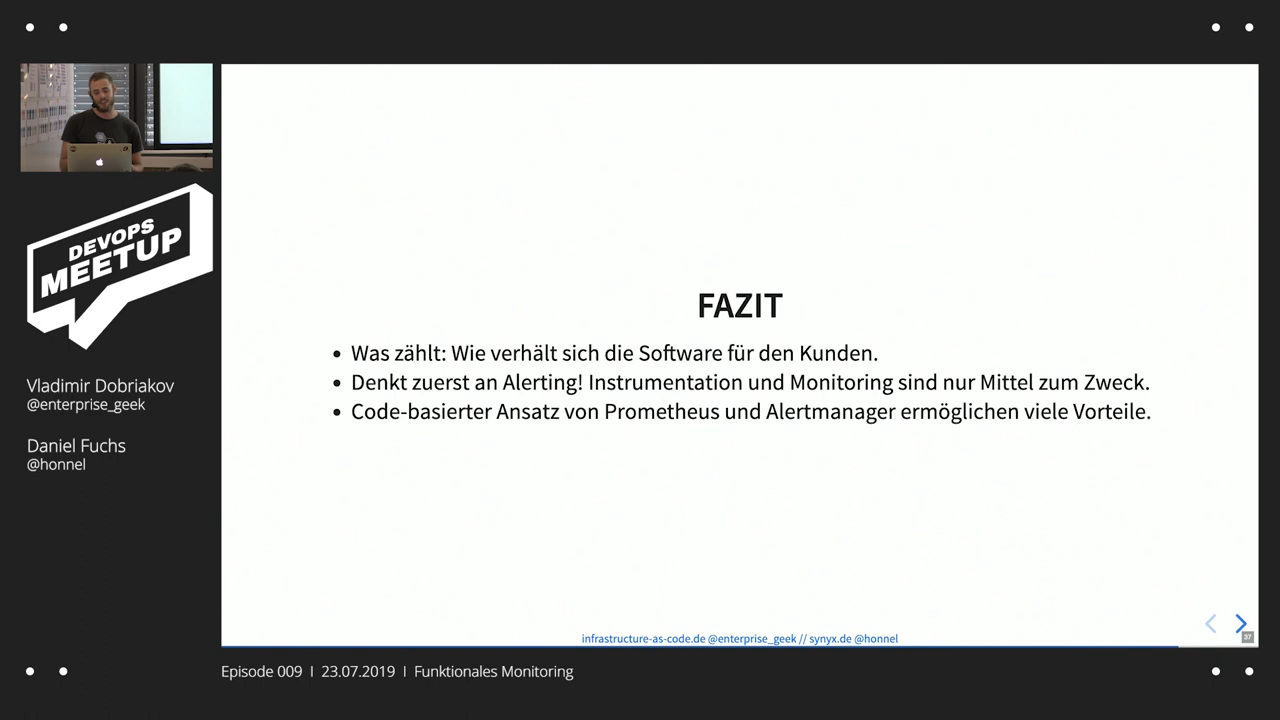 DEVOPS
MEETUP
Vladimir Dobriakov
@enterprise_geek
Daniel Fuchs
@honnel
FAZIT
• Was zählt: Wie verhält sich die Software für den Kunden.
• Denkt zuerst an Alerting! Instrumentation und Monitoring sind nur Mittel zum Zweck.
• Code-basierter Ansatz von Prometheus und Alertmanager ermöglichen viele Vorteile.
infrastructure-as-code.de @enterprise_geek // synyx.de @honnel
37
Episode 009 I 23.07.2019 I Funktionales Monitoring